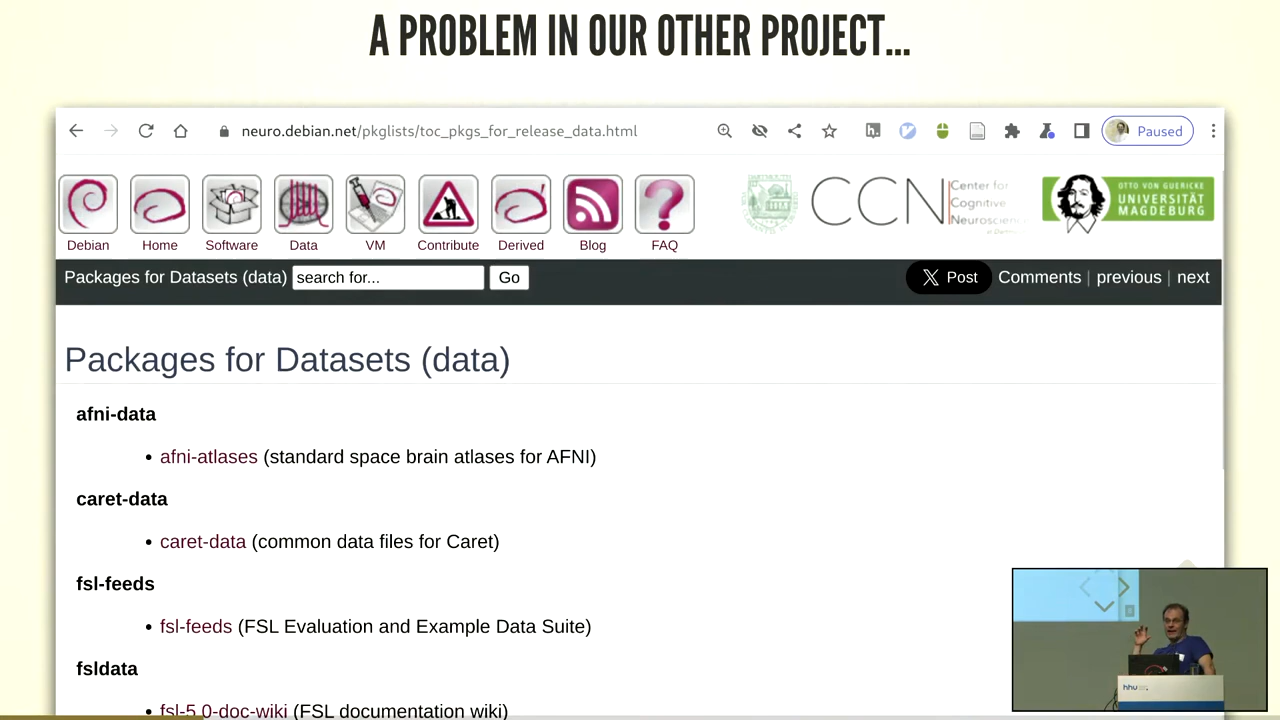 A PROBLEM IN OUR OTHER PROJECT...
neuro.debian.net/pkglists/toc_pkgs_for_release_data.html
Paused
CCN
Center for
Cognitive
Neuroscience
OTTO VON GUERICKE
UNIVERSITÄT
MAGDEBURG
Debian Home Software Data VM Contribute Derived Blog FAQ
Packages for Datasets (data) search for... Go Post Comments | previous | next
Packages for Datasets (data)
afni-data
• afni-atlases (standard space brain atlases for AFNI)
caret-data
• caret-data (common data files for Caret)
fsl-feeds
• fsl-feeds (FSL Evaluation and Example Data Suite)
fsldata
• fsl-5.0-doc-wiki (FSL documentation wiki)
hhu